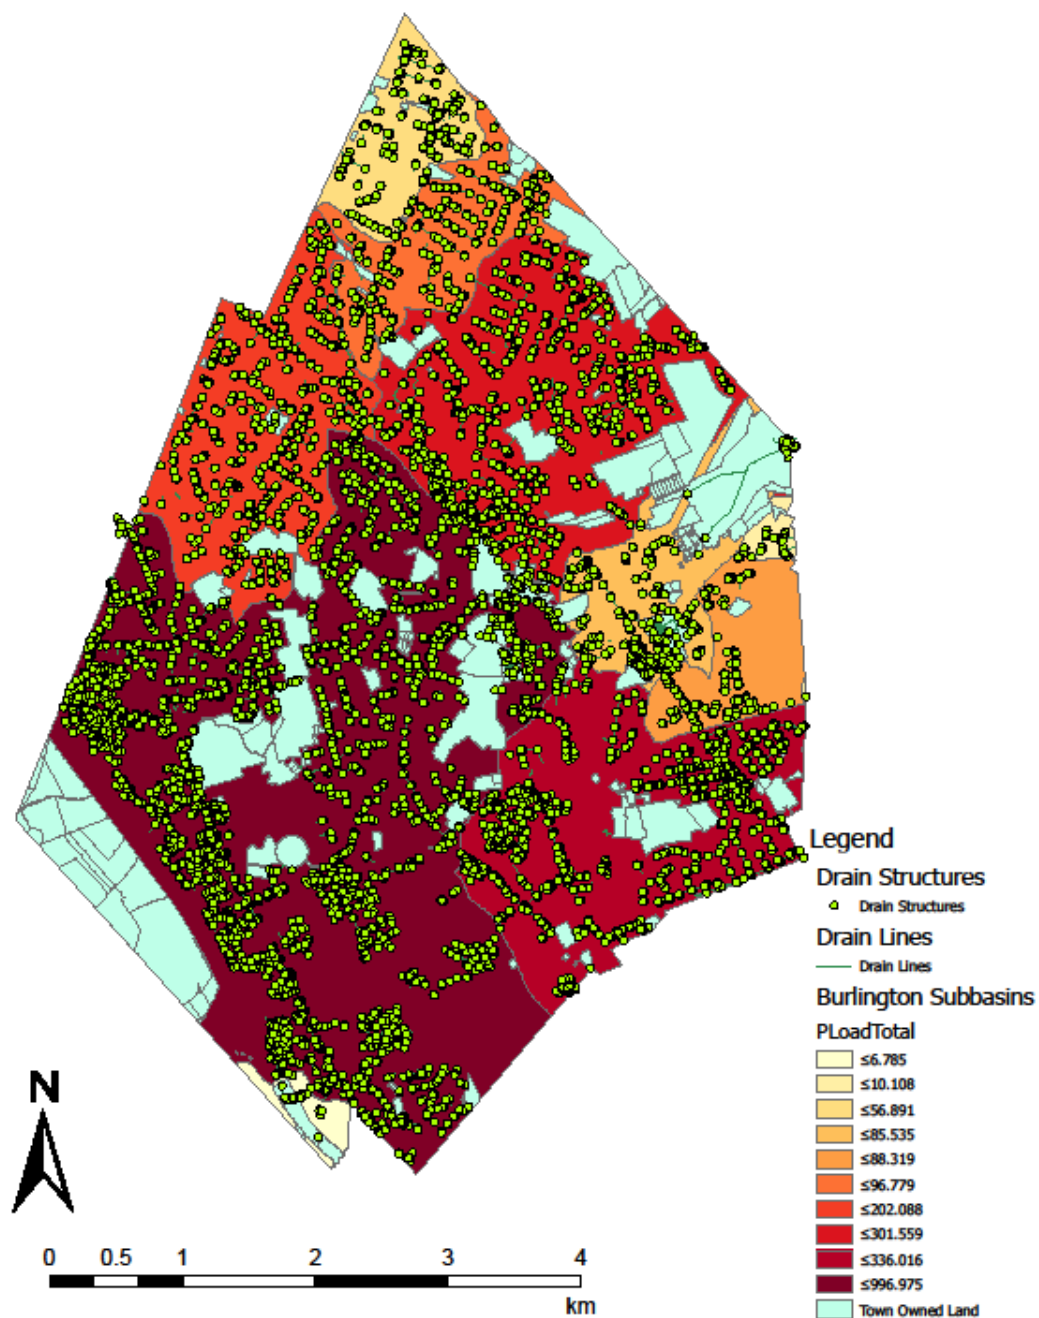 Legend
Drain Structures
Drain Structures
Drain Lines
Drain Lines
Burlington Subbasins
PLoadTotal
≤6.785
≤10.108
≤56.891
≤85.535
≤88.319
≤96.779
≤202.088
≤301.559
≤336.016
≤996.975
Town Owned Land
N
0 0.5 1 2 3 4
km